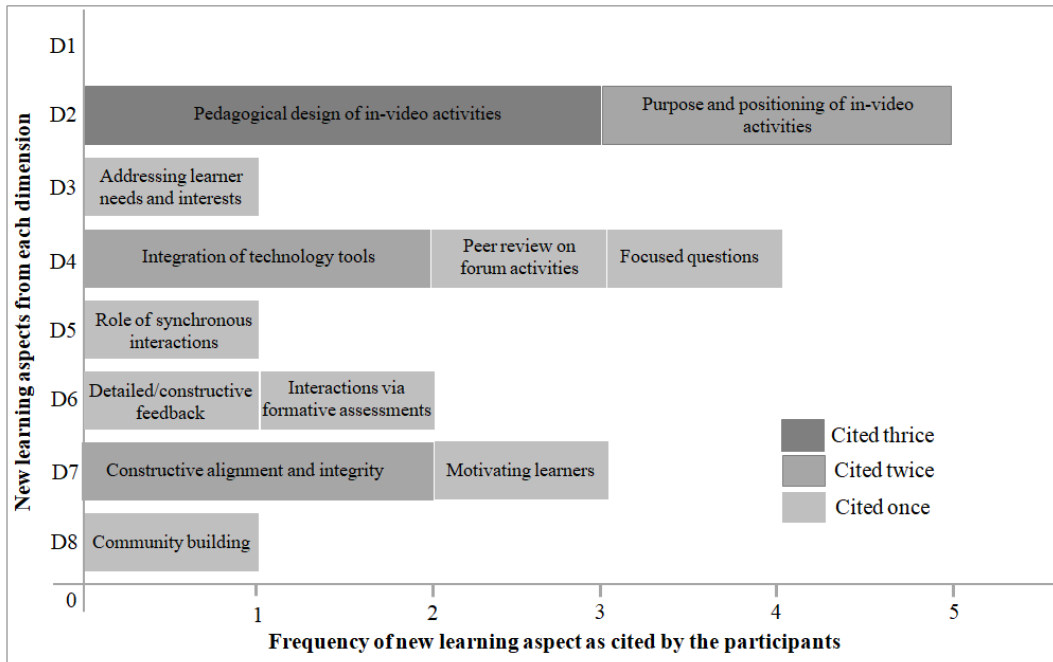 D1
D2
Pedagogical design of in-video activities
Purpose and positioning of in-video
activities
D3
Addressing learner
needs and interests
D4
Integration of technology tools
Peer review on
forum activities
Focused questions
D5
Role of synchronous
interactions
D6
Detailed/constructive
feedback
Interactions via
formative assessments
D7
Constructive alignment and integrity
Motivating learners
D8
Community building
Cited thrice
Cited twice
Cited once
0
1
2
3
4
5
New learning aspects from each dimension
Frequency of new learning aspect as cited by the participants